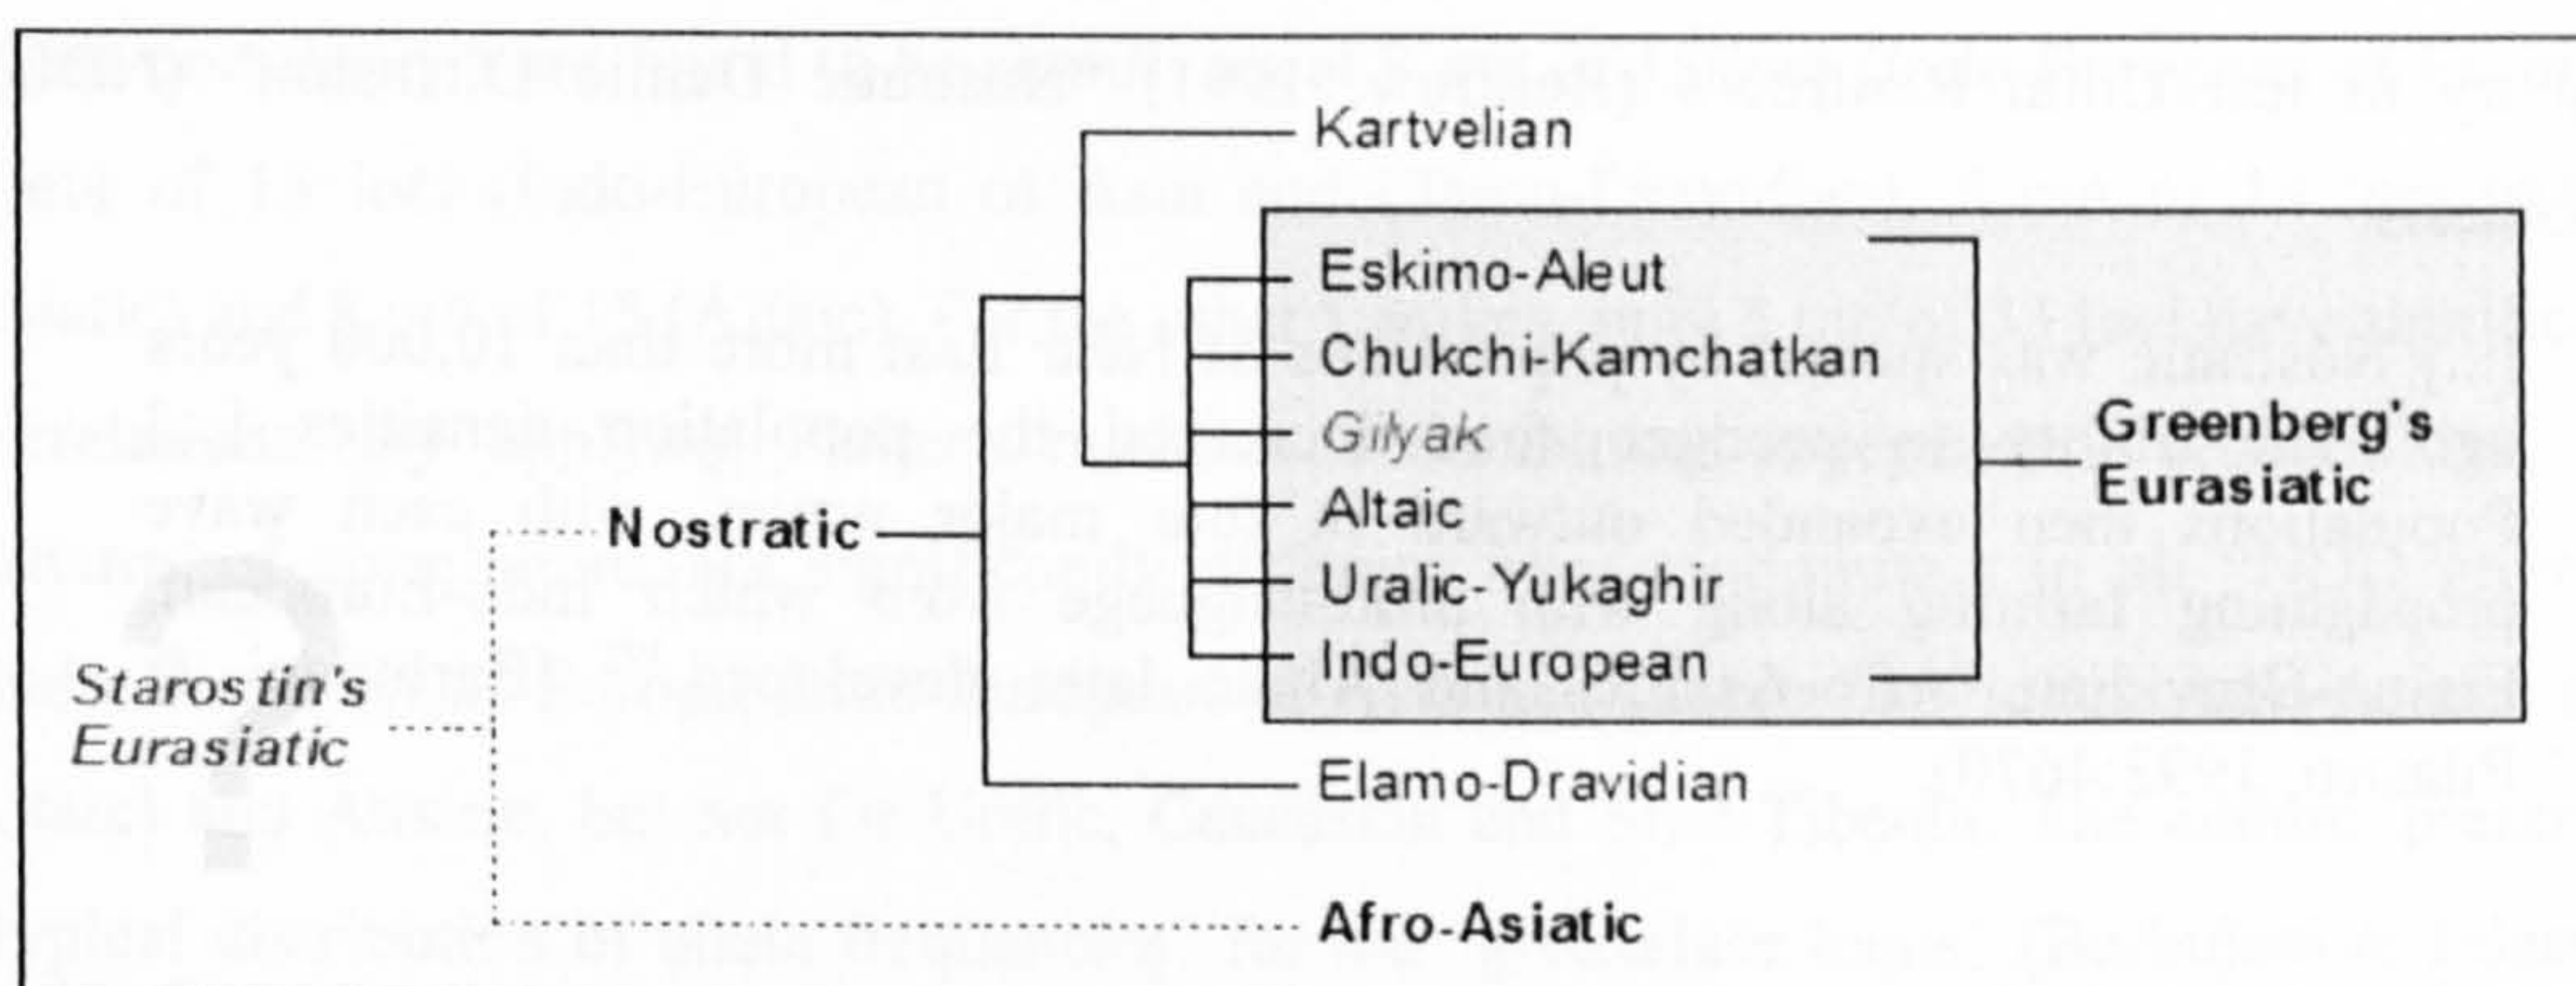 Kartvelian
Eskimo-Aleut
Chukchi-Kamchatkan
Gilyak
Altaic
Uralic-Yukaghir
Indo-European
Greenberg's
Eurasiatic
Nostratic
Starostin's
Eurasiatic
?
Elamo-Dravidian
Afro-Asiatic